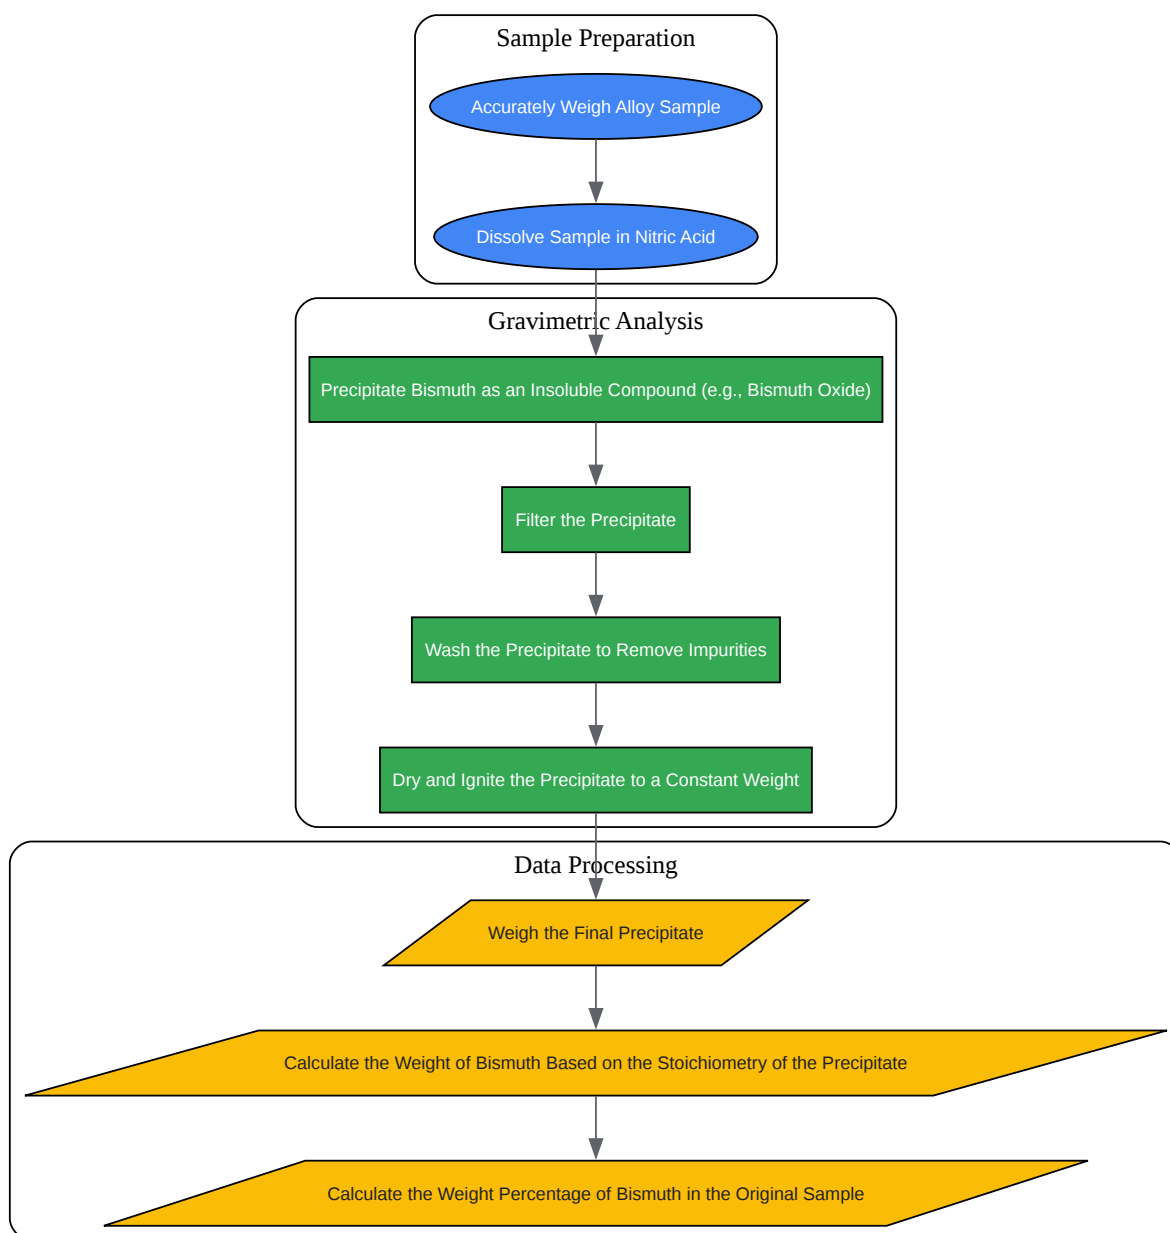 Sample Preparation
Accurately Weigh Alloy Sample
Dissolve Sample in Nitric Acid
Gravimetric Analysis
Precipitate Bismuth as an Insoluble Compound (e.g., Bismuth Oxide)
Filter the Precipitate
Wash the Precipitate to Remove Impurities
Dry and Ignite the Precipitate to a Constant Weight
Data Processing
Weigh the Final Precipitate
Calculate the Weight of Bismuth Based on the Stoichiometry of the Precipitate
Calculate the Weight Percentage of Bismuth in the Original Sample